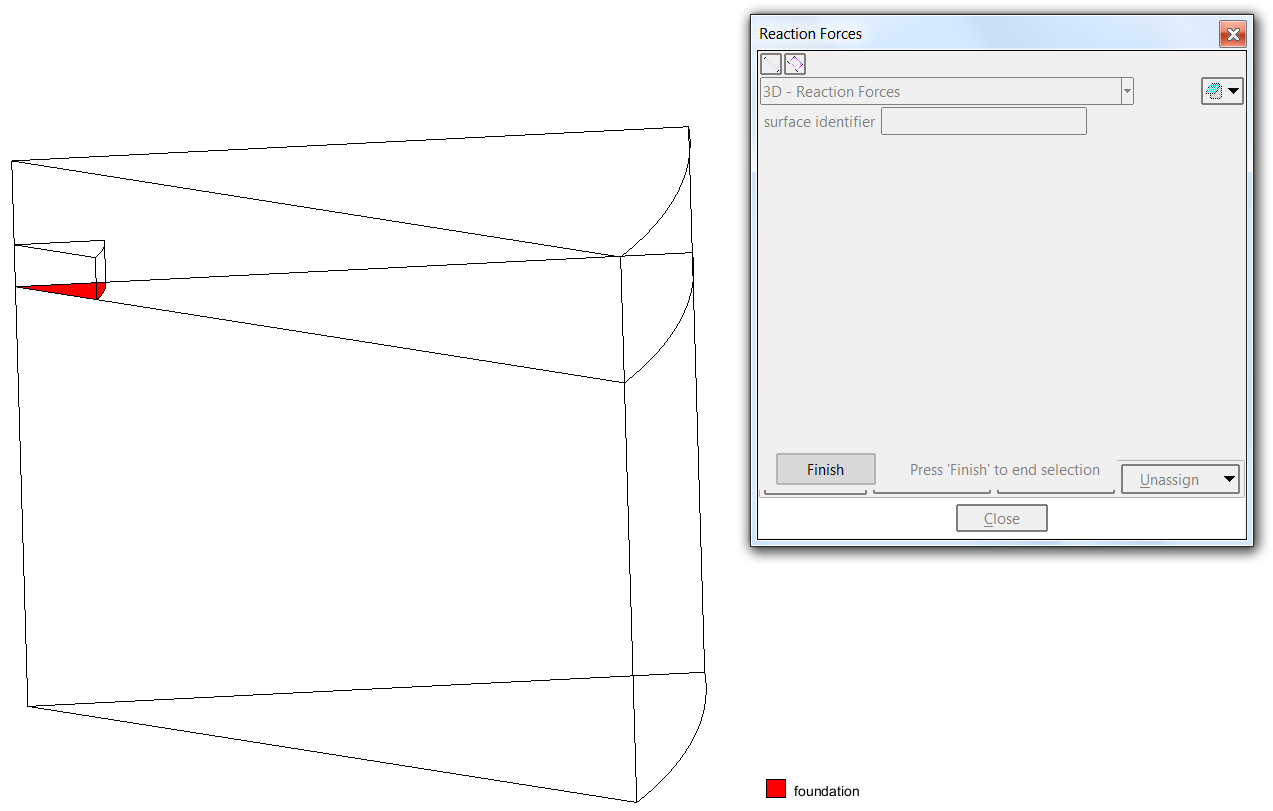 Reaction Forces
3D - Reaction Forces
surface identifier
Finish
Press 'Finish' to end selection
Unassign
Close
foundation